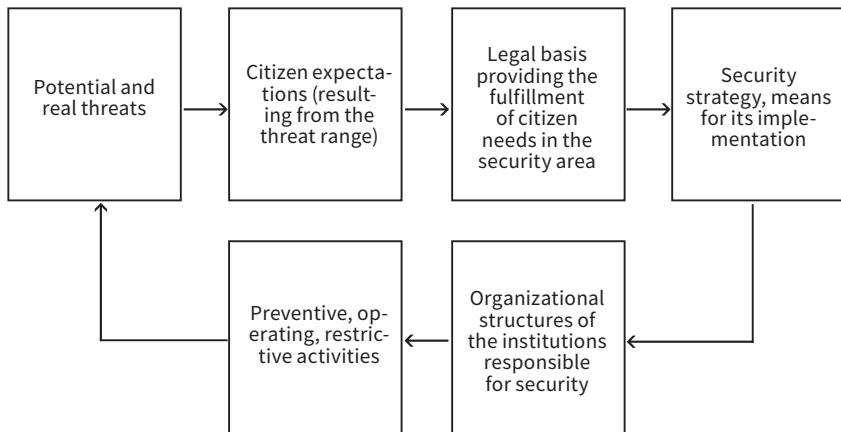 Potential and
real threats
Citizen expecta-
tions (result-
ing from the
threat range)
Legal basis
providing the
fulfillment
of citizen
needs in the
security area
Security
strategy, means
for its imple-
mentation
Preventive, op-
erating, restric-
tive activities
Organizational
structures of
the institutions
responsible
for security